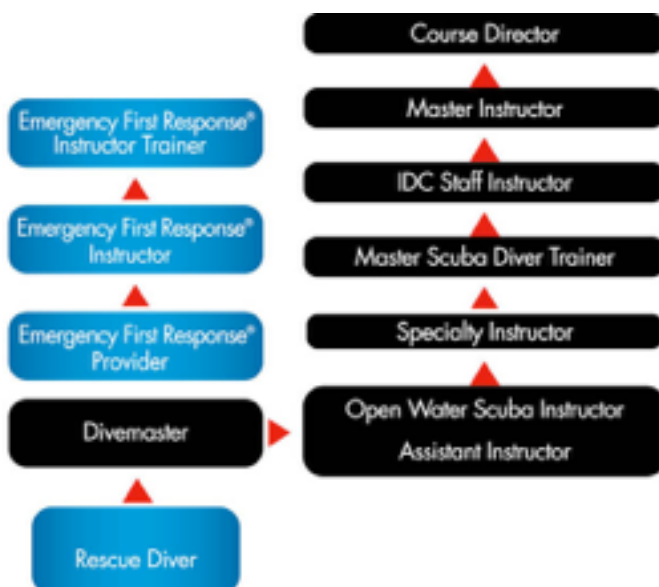 Course Director
Master Instructor
IDC Staff Instructor
Master Scuba Diver Trainer
Specialty Instructor
Open Water Scuba Instructor
Assistant Instructor
Emergency First Response®
Instructor Trainer
Emergency First Response®
Instructor
Emergency First Response®
Provider
Divemaster
Rescue Diver